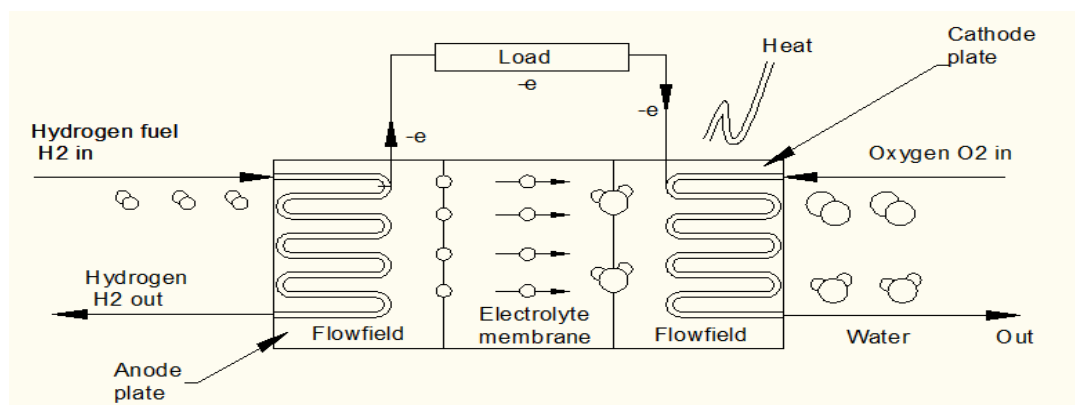 Load
-e
-e
-e
Heat
Cathode
plate
Hydrogen fuel
H2 in
Oxygen O2 in
Hydrogen
H2 out
Flowfield
Electrolyte
membrane
Flowfield
Water
Out
Anode
plate